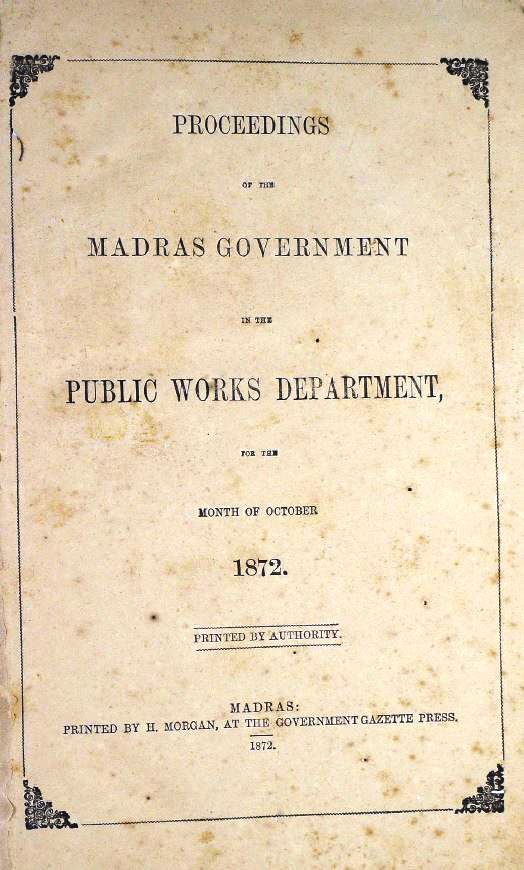 PROCEEDINGS
OF THE
MADRAS GOVERNMENT
IN THE
PUBLIC WORKS DEPARTMENT,
FOR THE
MONTH OF OCTOBER
1872.
PRINTED BY AUTHORITY.
MADRAS:
PRINTED BY H. MORGAN, AT THE GOVERNMENT GAZETTE PRESS.
1872.